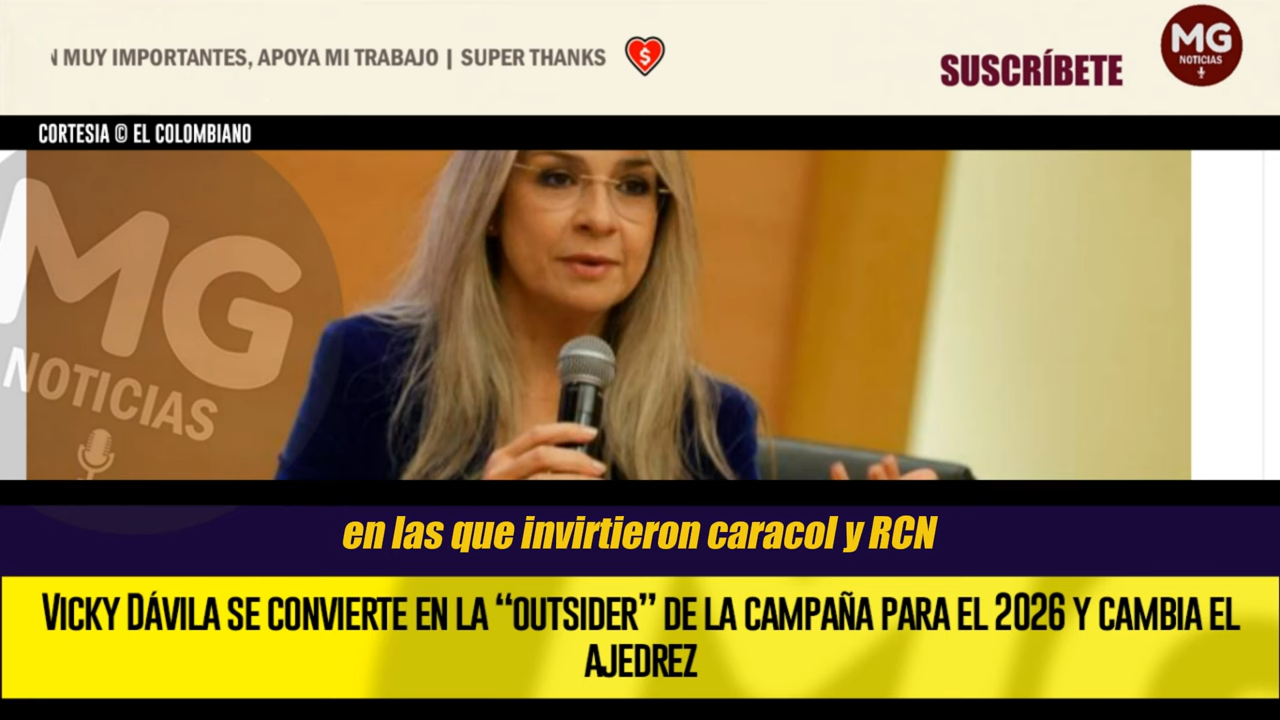 N MUY IMPORTANTES, APOYA MI TRABAJO | SUPER THANKS
$
SUSCRÍBETE
MG
NOTICIAS
CORTESIA © EL COLOMBIANO
MG
NOTICIAS
en las que invirtieron caracol y RCN
VICKY DÁVILA SE CONVIERTE EN LA “OUTSIDER” DE LA CAMPAÑA PARA EL 2026 Y CAMBIA EL
AJEDREZ